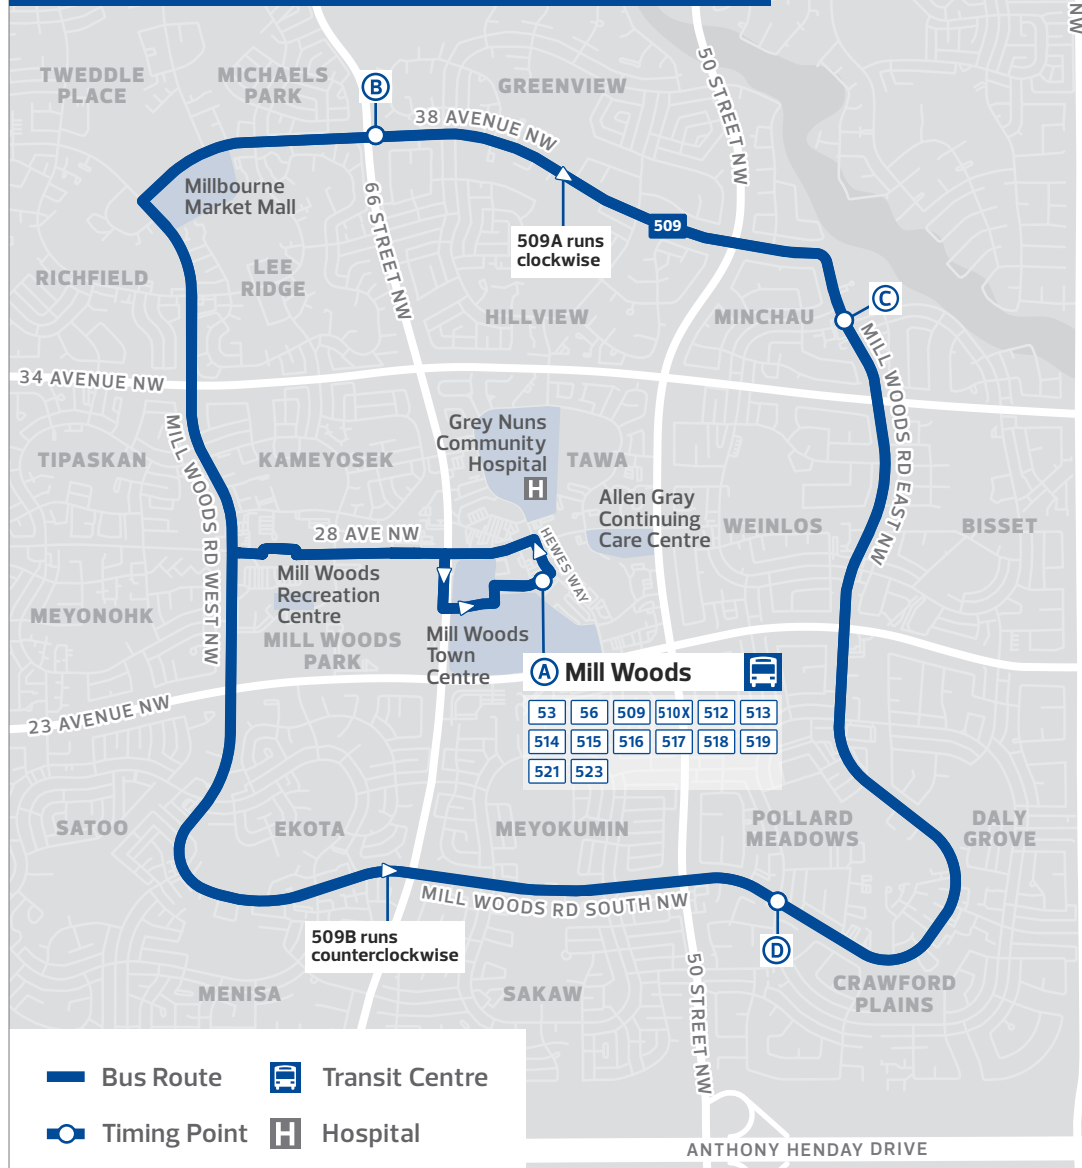 NW
TWEDDLE
PLACE
MICHAELS
PARK
B
GREENVIEW
50 STREET NW
38 AVENUE NW
Millbourne
Market Mall
66 STREET NW
509
509A runs
clockwise
RICHFIELD
LEE
RIDGE
C
HILLVIEW
MINCHAU
MILL WOODS RD EAST NW
34 AVENUE NW
MILL WOODS RD WEST NW
Grey Nuns
Community
Hospital
H
TIPASKAN
KAMEYOSEK
TAWA
Allen Gray
Continuing
Care Centre
WEINLOS
BISSET
28 AVE NW
HEWES WAY
Mill Woods
Recreation
Centre
MEYONOHK
MILL WOODS
PARK
Mill Woods
Town
Centre
A Mill Woods
53 56 509 510X 512 513
514 515 516 517 518 519
521 523
23 AVENUE NW
SATOO
EKOTA
MEYOKUMIN
POLLARD
MEADOWS
DALY
GROVE
MILL WOODS RD SOUTH NW
509B runs
counterclockwise
D
MENISA
SAKAW
50 STREET NW
CRAWFORD
PLAINS
Bus Route
Transit Centre
Timing Point
H Hospital
ANTHONY HENDAY DRIVE